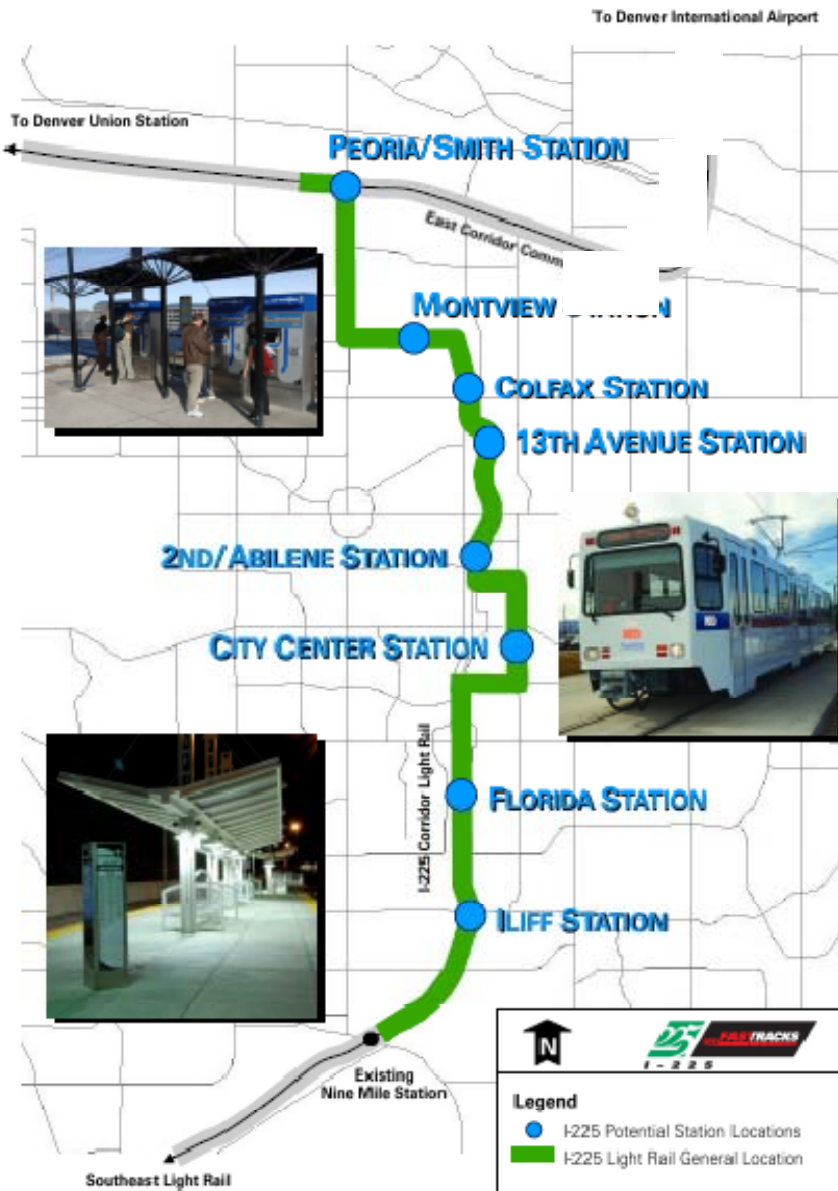 To Denver International Airport
To Denver Union Station
PEORIA/SMITH STATION
East Corridor
MONTVIEW
COLFAX STATION
13TH AVENUE STATION
2ND/ABILENE STATION
CITY CENTER STATION
I-225 Corridor Light Rail
FLORIDA STATION
ILIFF STATION
Existing
Nine Mile Station
Southeast Light Rail
N
225 FASTRACKS
I-225
Legend
I-225 Potential Station Locations
I-225 Light Rail General Location